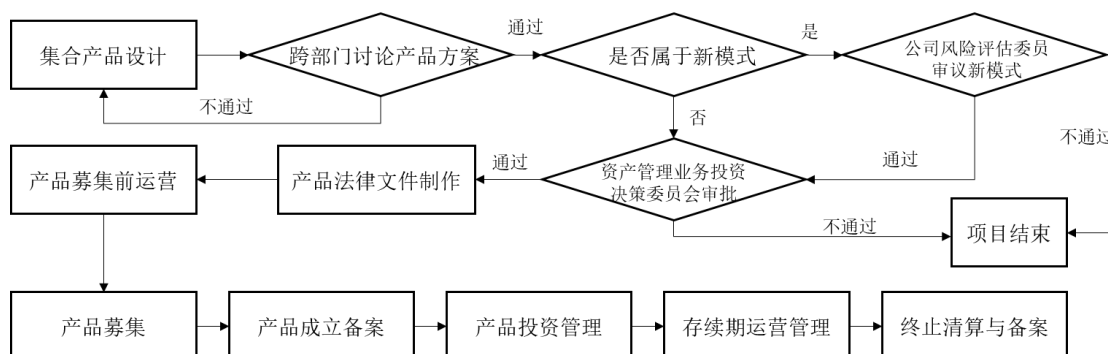 集合产品设计
跨部门讨论产品方案
通过
是否属于新模式
是
公司风险评估委员
审议新模式
不通过
否
通过
不通过
产品募集前运营
产品法律文件制作
通过
资产管理业务投资
决策委员会审批
不通过
项目结束
产品募集
产品成立备案
产品投资管理
存续期运营管理
终止清算与备案